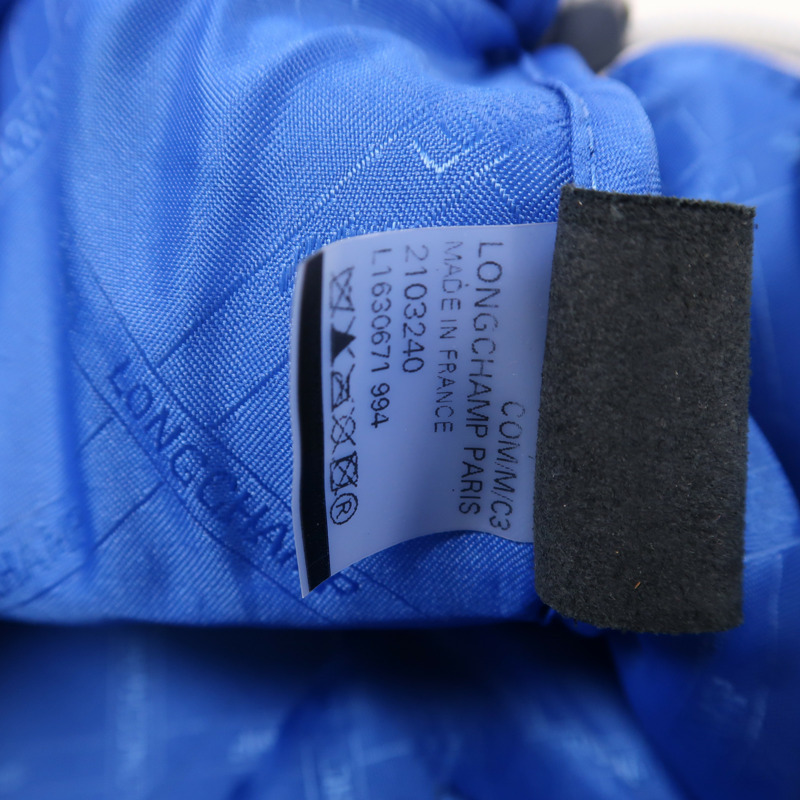 COM/M/C3
LONGCHAMP PARIS
MADE IN FRANCE
2103240
L1630671 994
®
LONGCHAMP